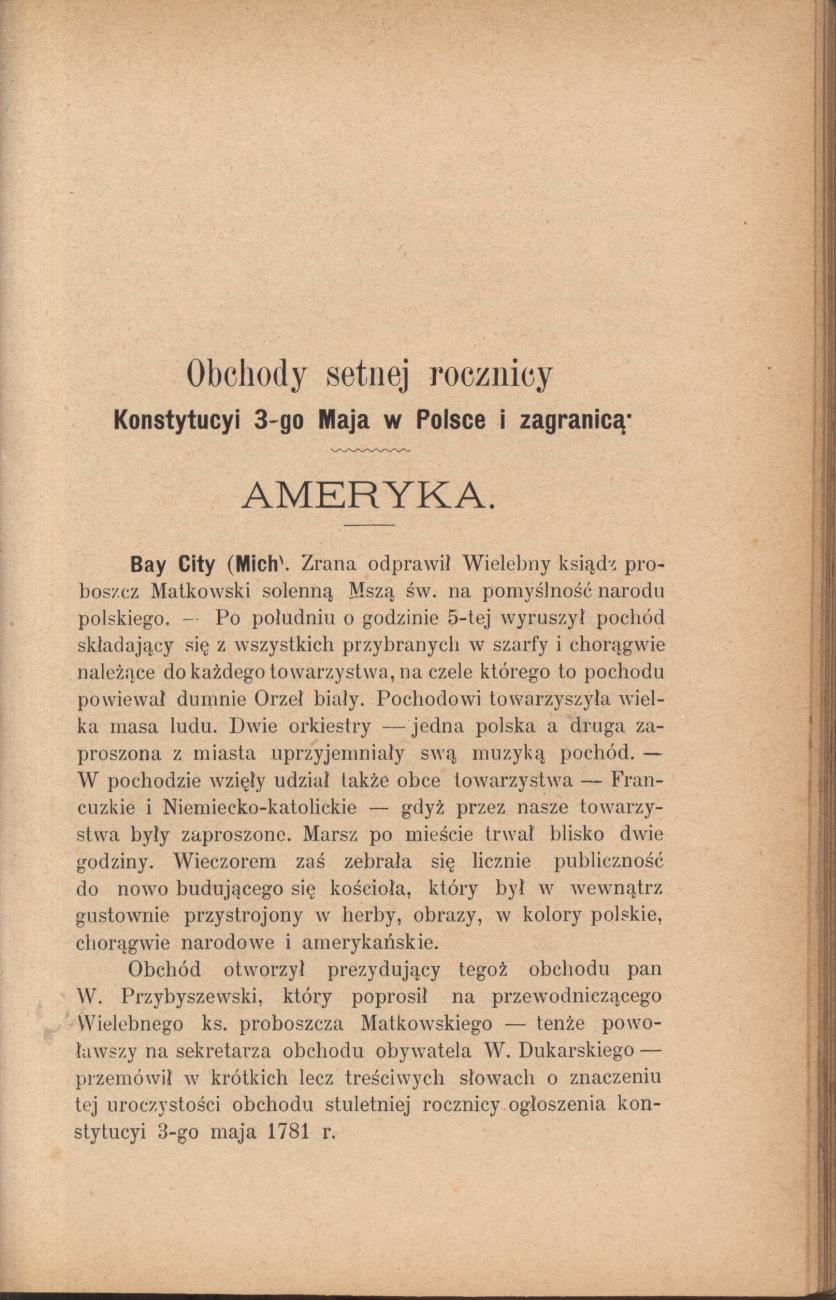 Obchody setnej rocznicy
Konstytucyi 3-go Maja w Polsce i zagranicą·
AMERYKA.
Bay City (Mich). Zrana odprawił Wielebny ksiądz pro-
boszcz Matkowski solenną Mszą św. na pomyślność narodu
polskiego. — Po południu o godzinie 5-tej wyruszył pochód
składający się z wszystkich przybranych w szarfy i chorągwie
należące do każdego towarzystwa, na czele którego to pochodu
powiewał dumnie Orzeł biały. Pochodowi towarzyszyła wiel-
ka masa ludu. Dwie orkiestry — jedna polska a druga za-
proszona z miasta uprzyjemniały swą muzyką pochód. —
W pochodzie wzięły udział także obce towarzystwa — Fran-
cuzkie i Niemiecko-katolickie — gdyż przez nasze towarzy-
stwa były zaproszone. Marsz po mieście trwał blisko dwie
godziny. Wieczorem zaś zebrała się licznie publiczność
do nowo budującego się kościoła, który był w wewnątrz
gustownie przystrojony w herby, obrazy, w kolory polskie,
chorągwie narodowe i amerykańskie.
Obchód otworzył prezydujący tegoż obchodu pan
W. Przybyszewski, który poprosił na przewodniczącego
Wielebnego ks. proboszcza Matkowskiego — tenże powo-
ławszy na sekretarza obchodu obywatela W. Dukarskiego —
przemówił w krótkich lecz treściwych słowach o znaczeniu
tej uroczystości obchodu stuletniej rocznicy ogłoszenia kon-
stytucyi 3-go maja 1781 r.